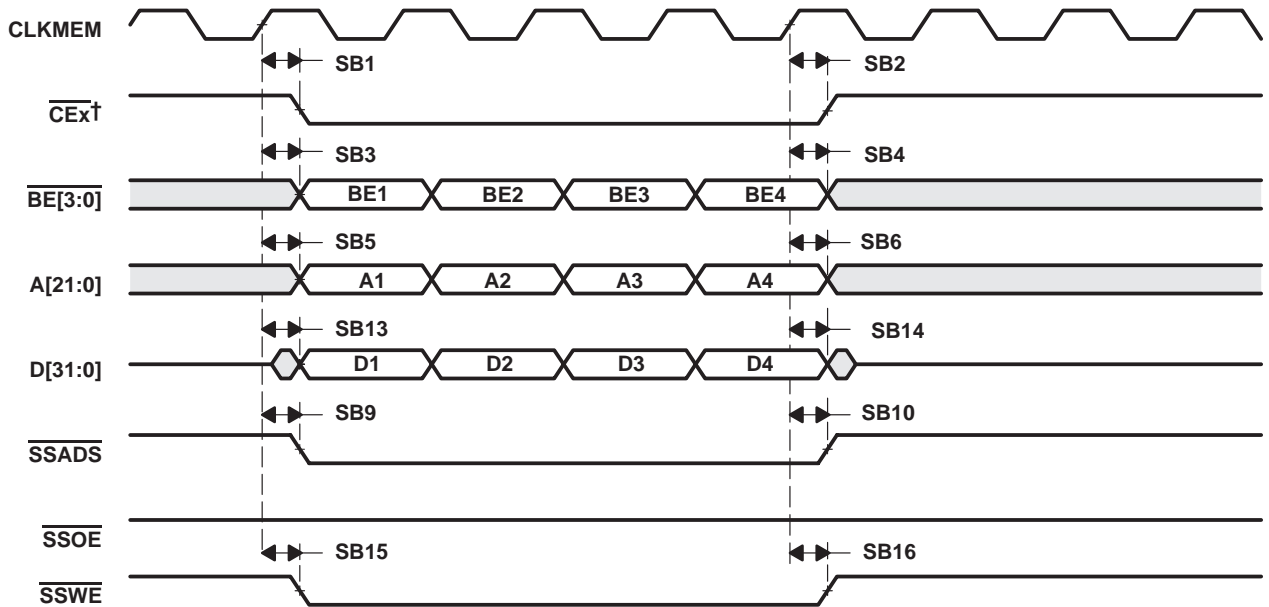 CLKMEM
SB1 SB2
CEx†
SB3 SB4
BE[3:0] BE1 BE2 BE3 BE4
SB5 SB6
A[21:0] A1 A2 A3 A4
SB13 SB14
D[31:0] D1 D2 D3 D4
SB9 SB10
SSADS
SSOE
SB15 SB16
SSWE